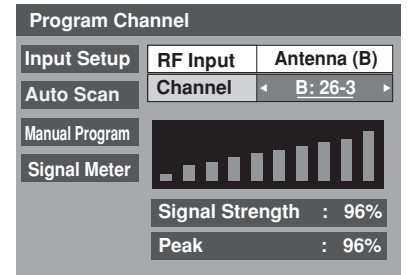 Program Channel
Input Setup
RF Input Antenna (B)
Auto Scan
Channel ◂ B: 26-3 ▸
Manual Program
Signal Meter
Signal Strength : 96%
Peak : 96%